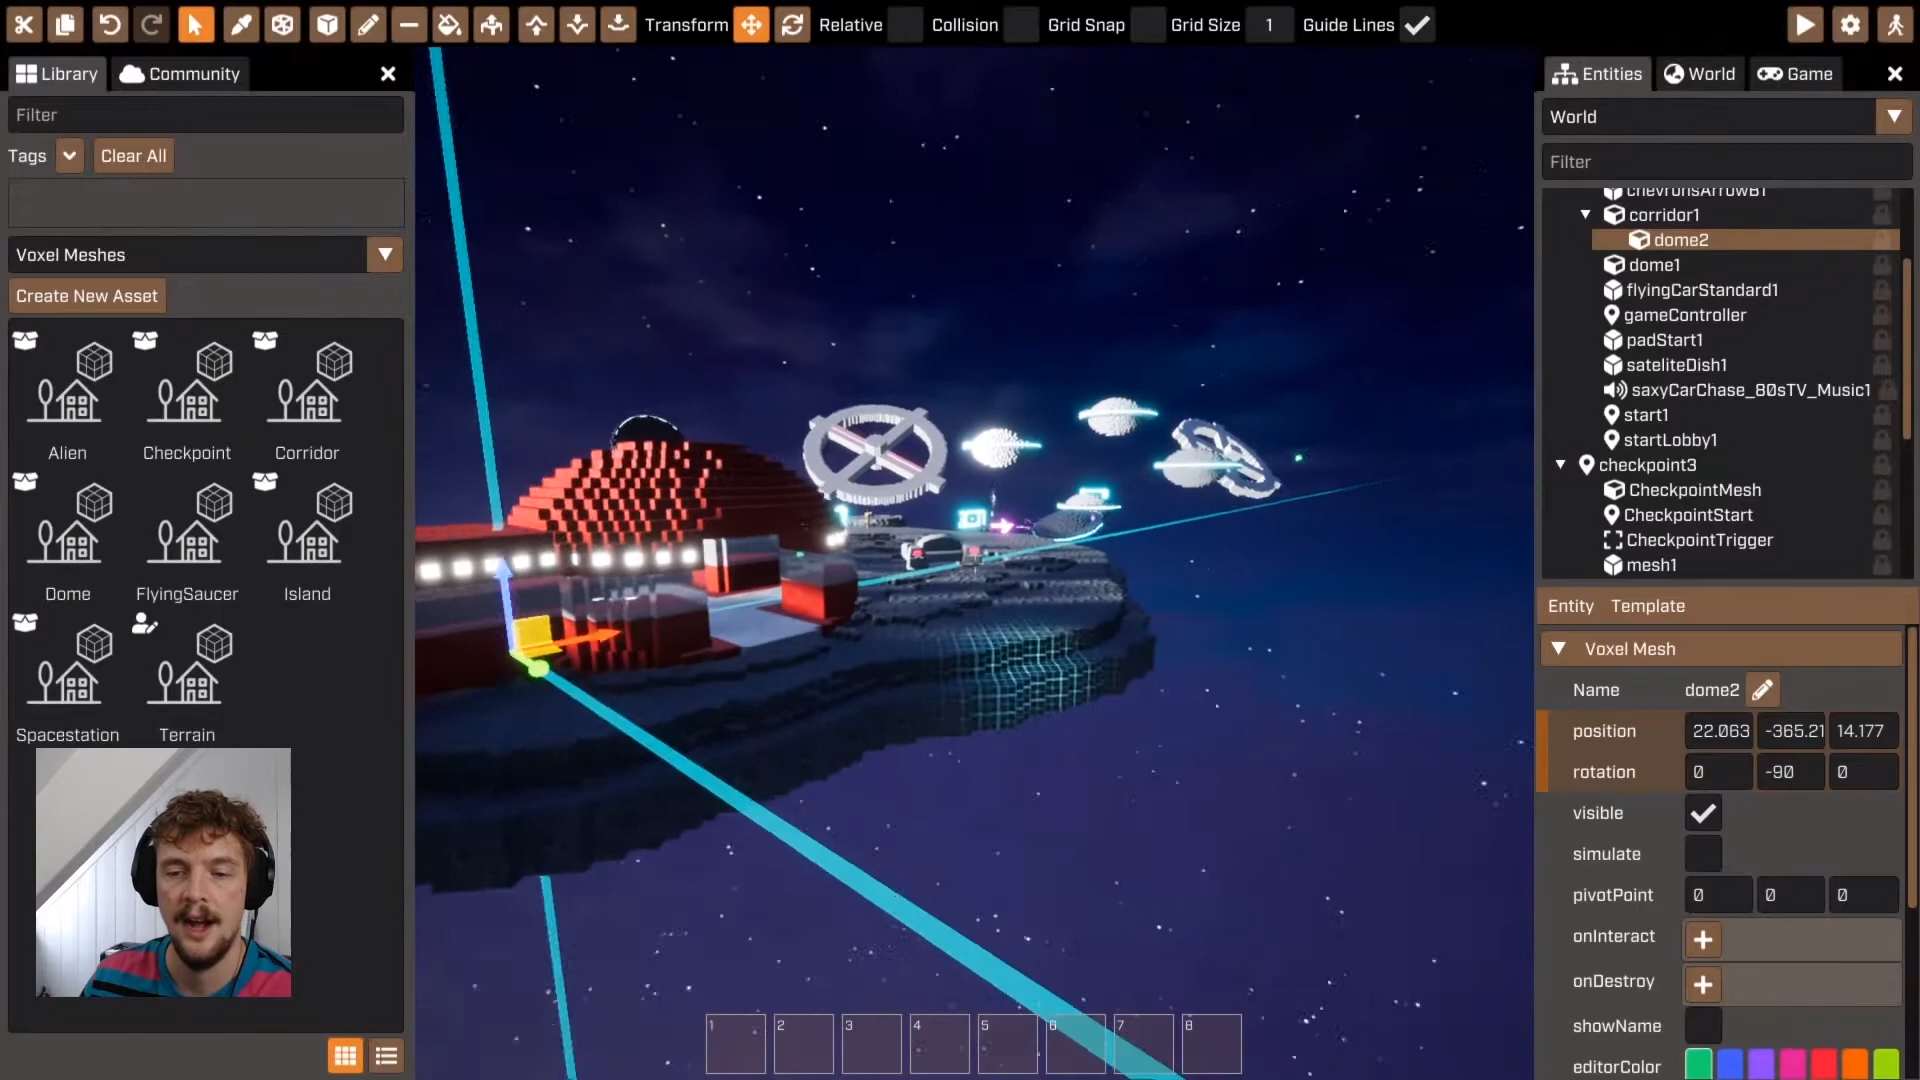 Transform Relative Collision Grid Snap Grid Size 1 Guide Lines
Library Community
Filter
Tags Clear All
Voxel Meshes
Create New Asset
Alien Checkpoint Corridor
Dome FlyingSaucer Island
Spacestation Terrain
1 2 3 4 5 6 7 8
Entities World Game
World
Filter
chevronsArrowB1
corridor1
dome2
dome1
flyingCarStandard1
gameController
padStart1
sateliteDish1
saxyCarChase_80sTV_Music1
start1
startLobby1
checkpoint3
CheckpointMesh
CheckpointStart
CheckpointTrigger
mesh1
Entity Template
Voxel Mesh
Name dome2
position 22.063 -365.21 14.177
rotation 0 -90 0
visible
simulate
pivotPoint 0 0 0
onInteract
onDestroy
showName
editorColor